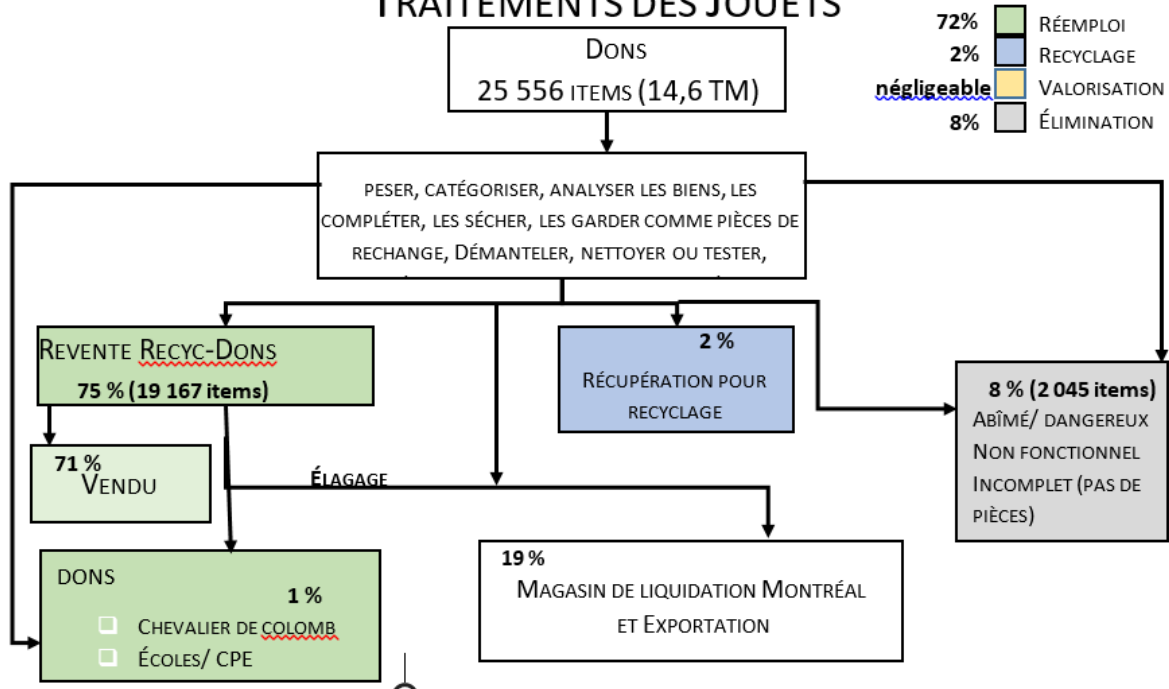 TRAITEMENTS DES JOUETS
72% RÉEMPLOI
2% RECYCLAGE
négligeable VALORISATION
8% ÉLIMINATION
DONS
25 556 ITEMS (14,6 TM)
PESER, CATÉGORISER, ANALYSER LES BIENS, LES
COMPLÉTER, LES SÉCHER, LES GARDER COMME PIÈCES DE
RECHANGE, DÉMANTELER, NETTOYER OU TESTER,
REVENTE RECYC-DONS
75 % (19 167 items)
2 %
RÉCUPÉRATION POUR
RECYCLAGE
8 % (2 045 items)
ABÎMÉ/ DANGEREUX
NON FONCTIONNEL
INCOMPLET (PAS DE
PIÈCES)
71 %
VENDU
ÉLAGAGE
DONS
1 %
CHEVALIER DE COLOMB
ÉCOLES/ CPE
19 %
MAGASIN DE LIQUIDATION MONTRÉAL
ET EXPORTATION